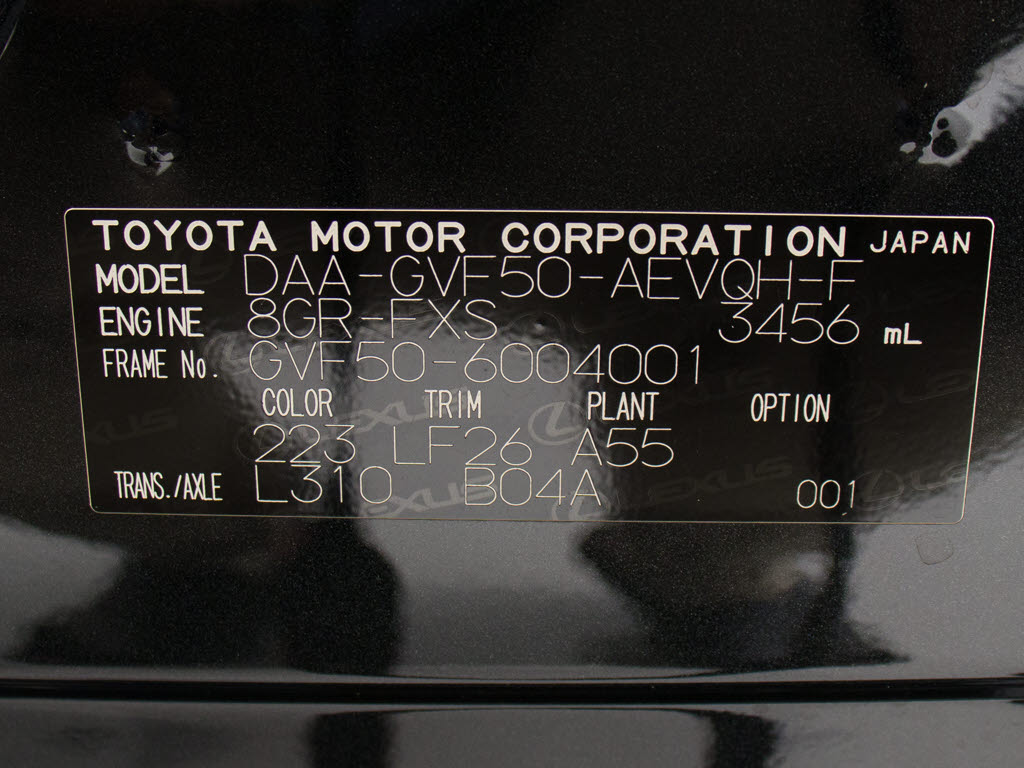 TOYOTA MOTOR CORPORATION JAPAN
MODEL DAA-GVF50-AEVQH-F
ENGINE 8GR-FXS 3456 mL
FRAME No. GVF50-6004001
COLOR TRIM PLANT OPTION
223 LF26 A55
TRANS./AXLE L310 B04A 001
LEXUS